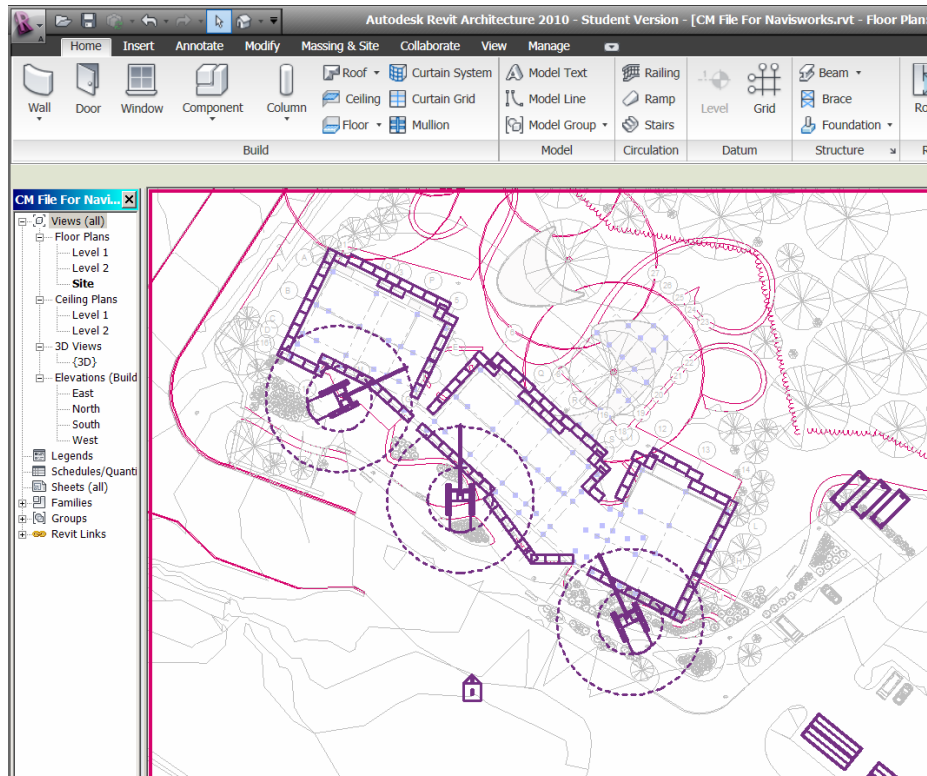 Autodesk Revit Architecture 2010 - Student Version - [CM File For Navisworks.rvt - Floor Plan:
Home Insert Annotate Modify Massing & Site Collaborate View Manage
Wall
Door
Window
Component
Column
Roof
Ceiling
Floor
Curtain System
Curtain Grid
Mullion
Model Text
Model Line
Model Group
Railing
Ramp
Stairs
Level
Grid
Beam
Brace
Foundation
Ro
Build Model Circulation Datum Structure R
CM File For Navi...
Views (all)
Floor Plans
Level 1
Level 2
Site
Ceiling Plans
Level 1
Level 2
3D Views
{3D}
Elevations (Build
East
North
South
West
Legends
Schedules/Quanti
Sheets (all)
Families
Groups
Revit Links
A
B
12
13
14